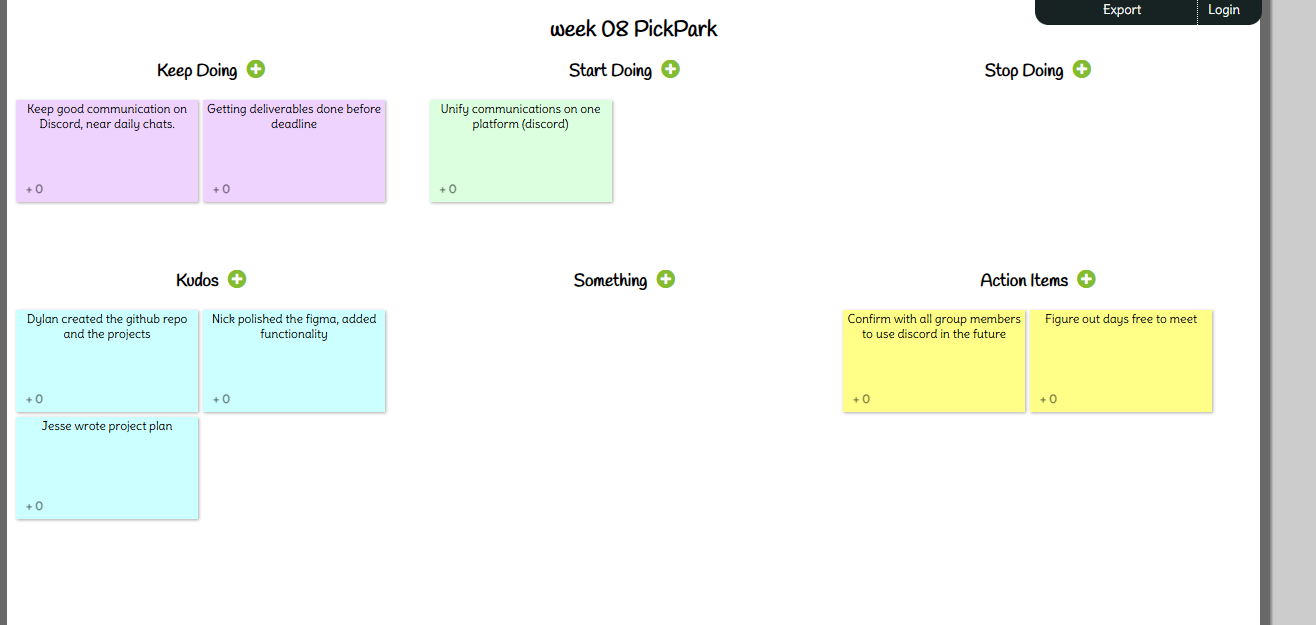 Export
Login
week 08 PickPark
Keep Doing
Start Doing
Stop Doing
Keep good communication on
Discord, near daily chats.
+ 0
Getting deliverables done before
deadline
+ 0
Unify communications on one
platform (discord)
+ 0
Kudos
Something
Action Items
Dylan created the github repo
and the projects
+ 0
Nick polished the figma, added
functionality
+ 0
Confirm with all group members
to use discord in the future
+ 0
Figure out days free to meet
+ 0
Jesse wrote project plan
+ 0